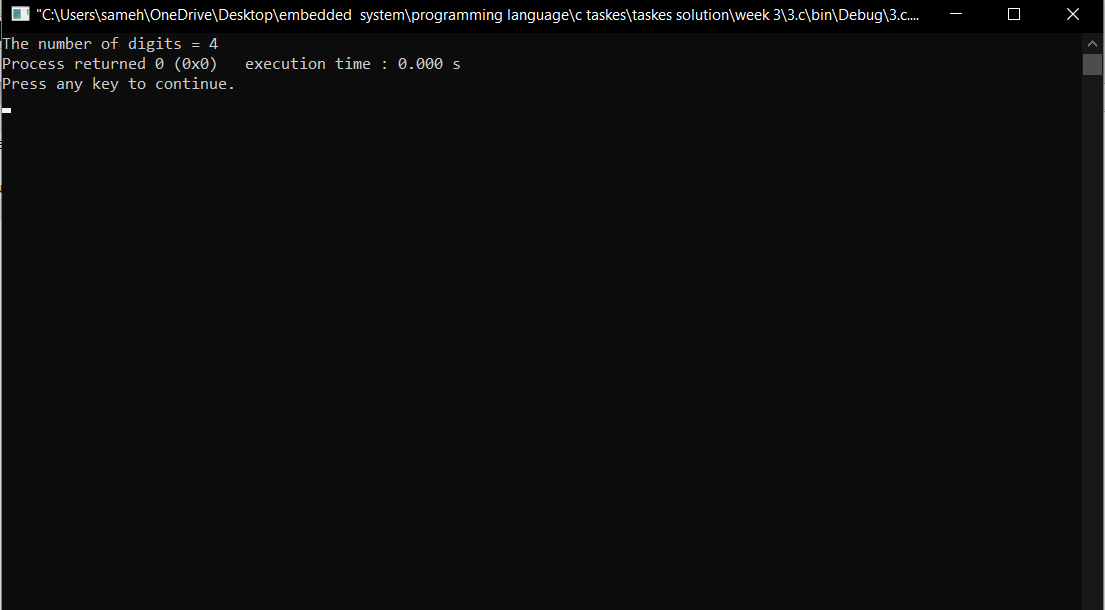 "C:\Users\sameh\OneDrive\Desktop\embedded  system\programming language\c taskes\taskes solution\week 3\3.c\bin\Debug\3.c....
The number of digits = 4
Process returned 0 (0x0)   execution time : 0.000 s
Press any key to continue.